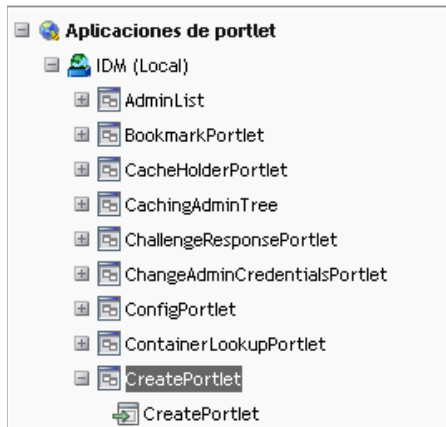 Aplicaciones de portlet
IDM (Local)
AdminList
BookmarkPortlet
CacheHolderPortlet
CachingAdminTree
ChallengeResponsePortlet
ChangeAdminCredentialsPortlet
ConfigPortlet
ContainerLookupPortlet
CreatePortlet
CreatePortlet